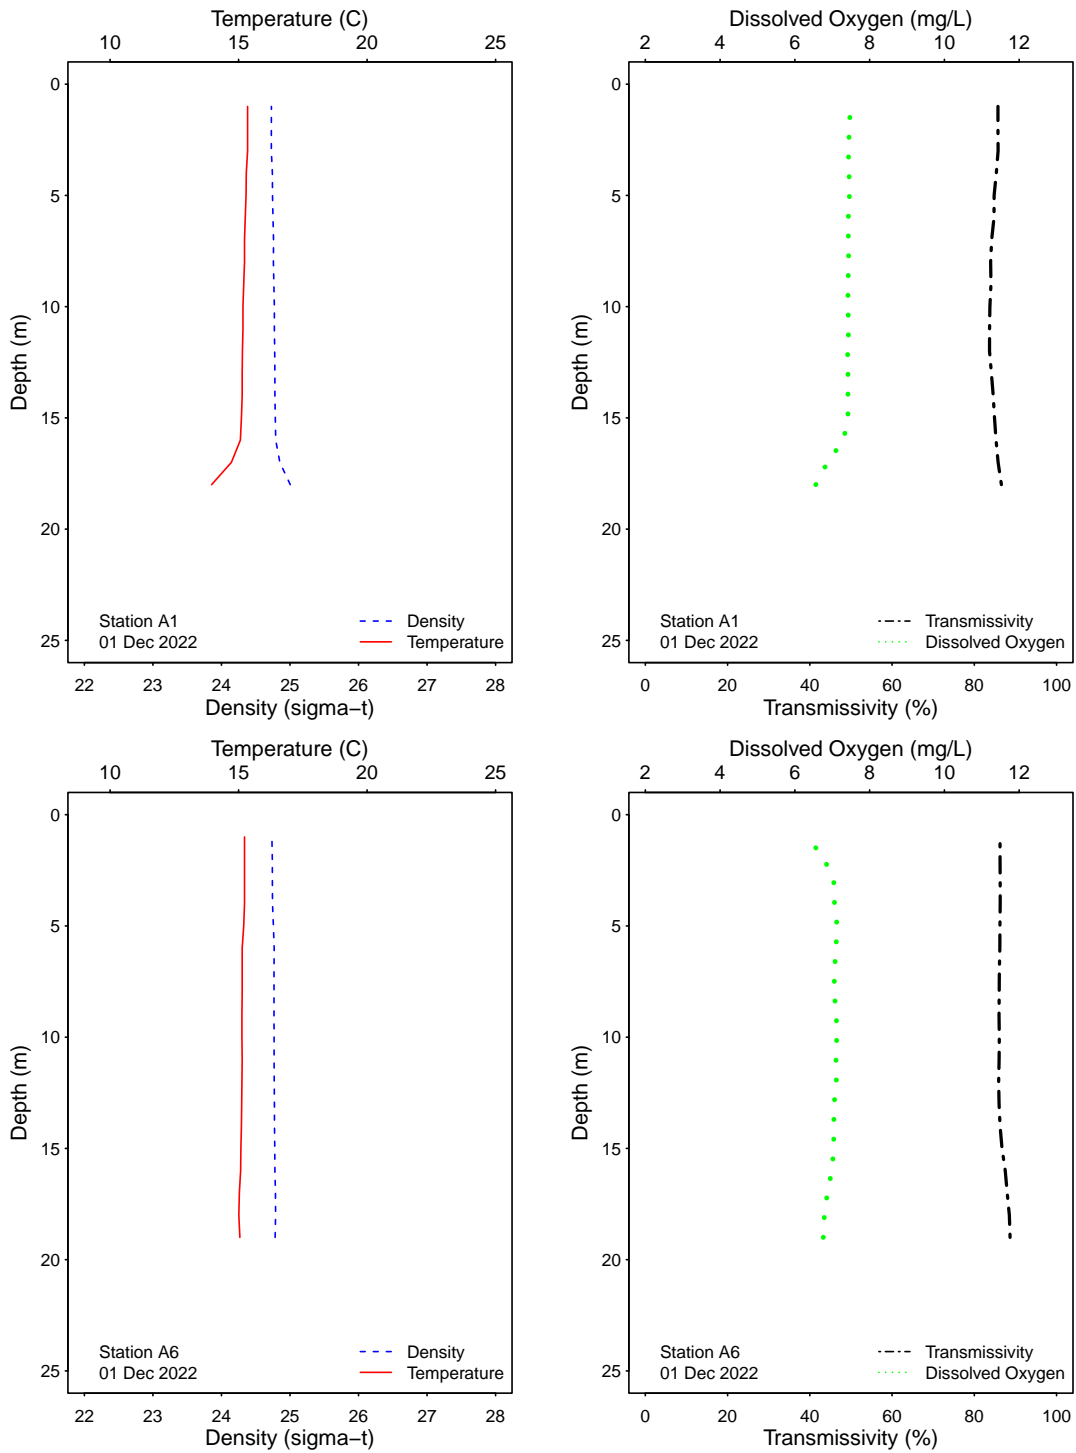 Temperature (C)
10 15 20 25
0
5
10
15
20
25
Depth (m)
Station A1
01 Dec 2022
Density
Temperature
22 23 24 25 26 27 28
Density (sigma−t)
Dissolved Oxygen (mg/L)
2 4 6 8 10 12
0
5
10
15
20
25
Depth (m)
Station A1
01 Dec 2022
Transmissivity
Dissolved Oxygen
0 20 40 60 80 100
Transmissivity (%)
Temperature (C)
10 15 20 25
0
5
10
15
20
25
Depth (m)
Station A6
01 Dec 2022
Density
Temperature
22 23 24 25 26 27 28
Density (sigma−t)
Dissolved Oxygen (mg/L)
2 4 6 8 10 12
0
5
10
15
20
25
Depth (m)
Station A6
01 Dec 2022
Transmissivity
Dissolved Oxygen
0 20 40 60 80 100
Transmissivity (%)